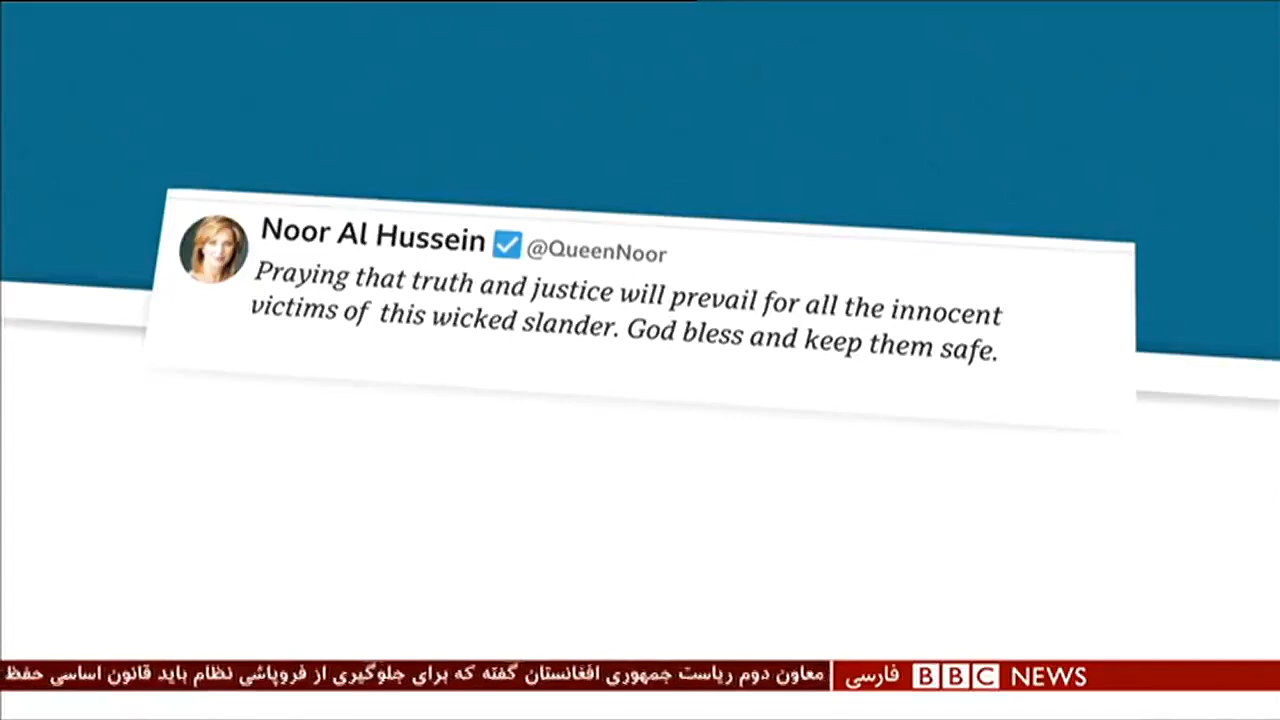 Noor Al Hussein @QueenNoor
Praying that truth and justice will prevail for all the innocent
victims of this wicked slander. God bless and keep them safe.
معاون دوم ریاست جمهوری افغانستان گفته که برای جلوگیری از فروپاشی نظام باید قانون اساسی حفظ
BBC NEWS فارسی